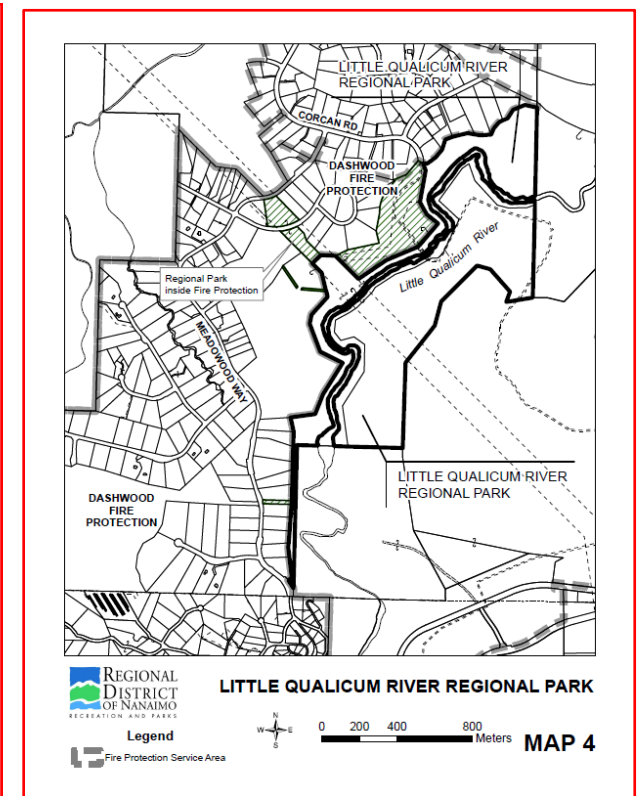 LITTLE QUALICUM RIVER
REGIONAL PARK
CORCAN RD
DASHWOOD
FIRE
PROTECTION
Little Qualicum River
Regional Park
inside Fire Protection
MEADOWOOD WAY
LITTLE QUALICUM RIVER
REGIONAL PARK
DASHWOOD
FIRE
PROTECTION
REGIONAL
DISTRICT
OF NANAIMO
RECREATION AND PARKS
LITTLE QUALICUM RIVER REGIONAL PARK
Legend
Fire Protection Service Area
N
W E
S
0 200 400 800
Meters
MAP 4